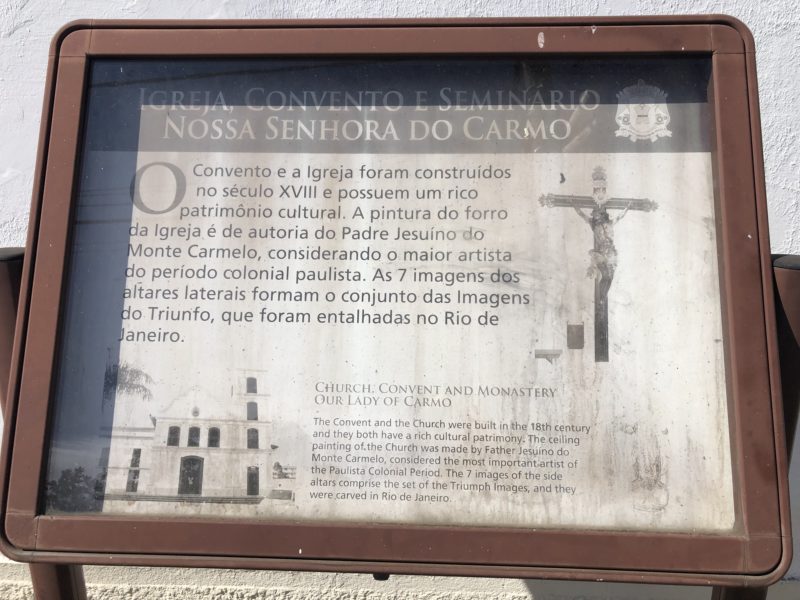 Igreja, Convento e Seminário
Nossa Senhora do Carmo
O Convento e a Igreja foram construídos
no século XVIII e possuem um rico
patrimônio cultural. A pintura do forro
da Igreja é de autoria do Padre Jesuíno do
Monte Carmelo, considerando o maior artista
do período colonial paulista. As 7 imagens dos
altares laterais formam o conjunto das Imagens
do Triunfo, que foram entalhadas no Rio de
Janeiro.
Church, Convent and Monastery
Our Lady of Carmo
The Convent and the Church were built in the 18th century
and they both have a rich cultural patrimony. The ceiling
painting of the Church was made by Father Jesuíno do
Monte Carmelo, considered the most important artist of
the Paulista Colonial Period. The 7 images of the side
altars comprise the set of the Triumph Images, and they
were carved in Rio de Janeiro.